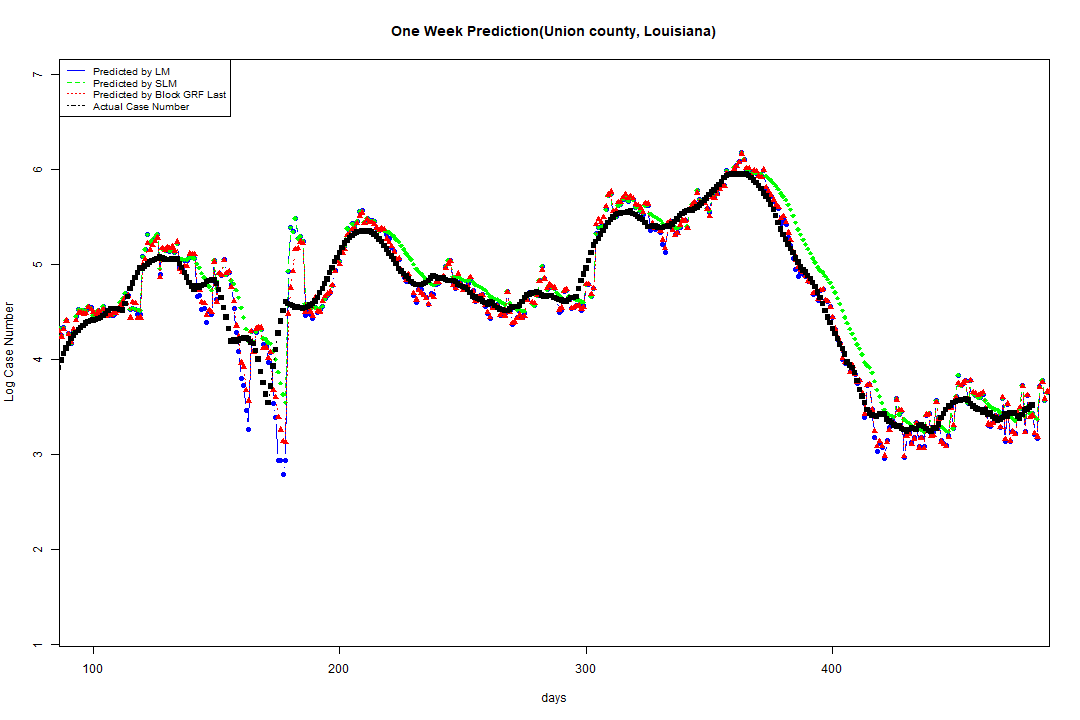 One Week Prediction(Union county, Louisiana)
Predicted by LM
Predicted by SLM
Predicted by Block GRF Last
Actual Case Number
7
6
5
4
3
2
1
Log Case Number
100 200 300 400
days